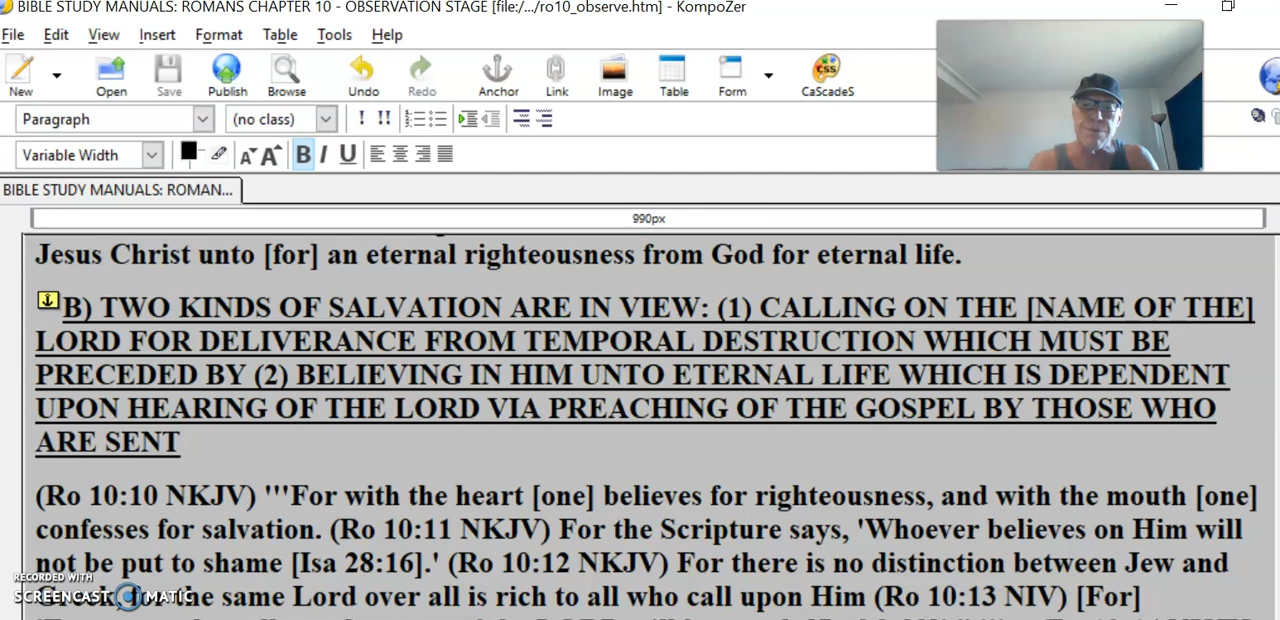 BIBLE STUDY MANUALS: ROMANS CHAPTER 10 - OBSERVATION STAGE [file:/.../ro10_observe.htm] - KompoZer
File Edit View Insert Format Table Tools Help
New Open Save Publish Browse Undo Redo Anchor Link Image Table Form CaScadeS
Paragraph (no class) ! !!
Variable Width A A B I U
BIBLE STUDY MANUALS: ROMAN...
990px
Jesus Christ unto [for] an eternal righteousness from God for eternal life.
B) TWO KINDS OF SALVATION ARE IN VIEW: (1) CALLING ON THE [NAME OF THE]
LORD FOR DELIVERANCE FROM TEMPORAL DESTRUCTION WHICH MUST BE
PRECEDED BY (2) BELIEVING IN HIM UNTO ETERNAL LIFE WHICH IS DEPENDENT
UPON HEARING OF THE LORD VIA PREACHING OF THE GOSPEL BY THOSE WHO
ARE SENT
(Ro 10:10 NKJV) '''For with the heart [one] believes for righteousness, and with the mouth [one]
confesses for salvation. (Ro 10:11 NKJV) For the Scripture says, 'Whoever believes on Him will
not be put to shame [Isa 28:16].' (Ro 10:12 NKJV) For there is no distinction between Jew and
Greek, for the same Lord over all is rich to all who call upon Him (Ro 10:13 NIV) [For]
RECORDED WITH
SCREENCAST MATIC